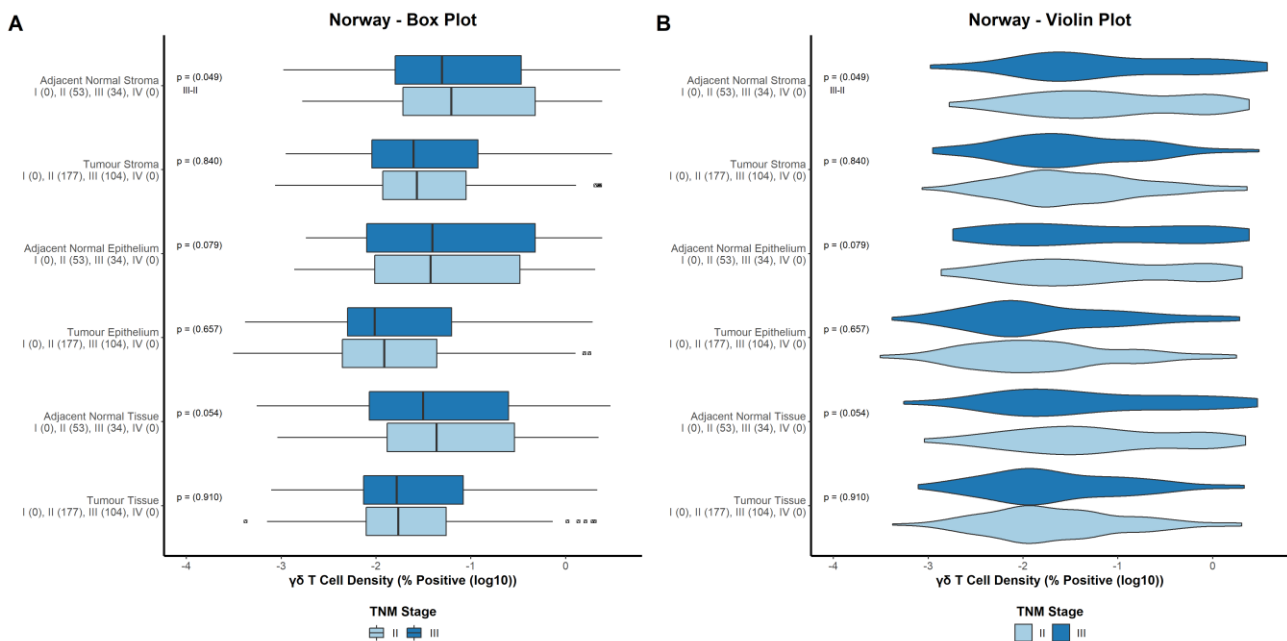 A
Norway - Box Plot
Adjacent Normal Stroma
I (0), II (53), III (34), IV (0)
p = (0.049)
III-II
Tumour Stroma
I (0), II (177), III (104), IV (0)
p = (0.840)
Adjacent Normal Epithelium
I (0), II (53), III (34), IV (0)
p = (0.079)
Tumour Epithelium
I (0), II (177), III (104), IV (0)
p = (0.657)
Adjacent Normal Tissue
I (0), II (53), III (34), IV (0)
p = (0.054)
Tumour Tissue
I (0), II (177), III (104), IV (0)
p = (0.910)
-4 -3 -2 -1 0
γδ T Cell Density (% Positive (log10))
TNM Stage
II III
B
Norway - Violin Plot
Adjacent Normal Stroma
I (0), II (53), III (34), IV (0)
p = (0.049)
III-II
Tumour Stroma
I (0), II (177), III (104), IV (0)
p = (0.840)
Adjacent Normal Epithelium
I (0), II (53), III (34), IV (0)
p = (0.079)
Tumour Epithelium
I (0), II (177), III (104), IV (0)
p = (0.657)
Adjacent Normal Tissue
I (0), II (53), III (34), IV (0)
p = (0.054)
Tumour Tissue
I (0), II (177), III (104), IV (0)
p = (0.910)
-4 -3 -2 -1 0
γδ T Cell Density (% Positive (log10))
TNM Stage
II III